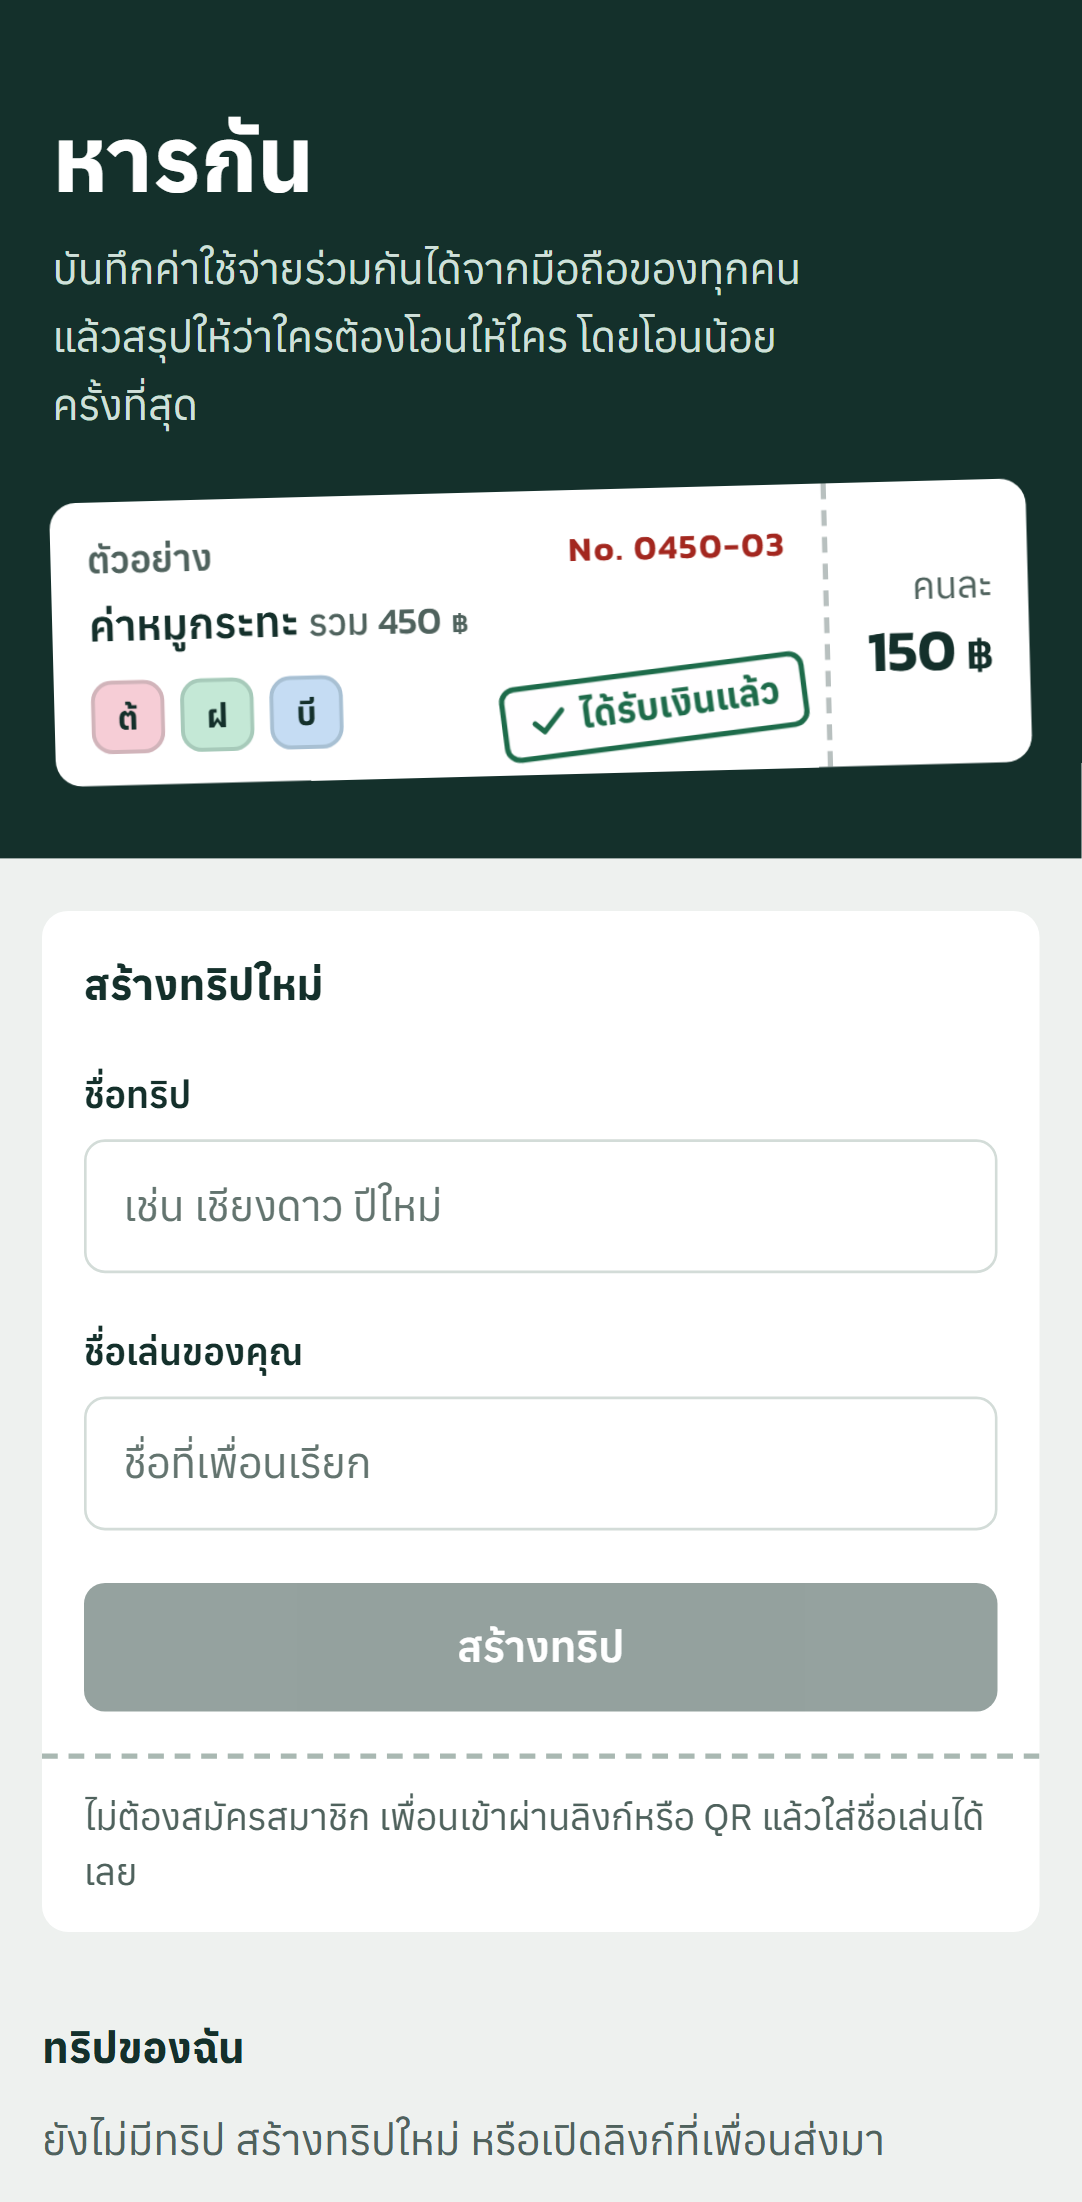 หารกัน
บันทึกค่าใช้จ่ายร่วมกันได้จากมือถือของทุกคน
แล้วสรุปให้ว่าใครต้องโอนให้ใคร โดยโอนน้อย
ครั้งที่สุด
ตัวอย่าง
No. 0450-03
ค่าหมูกระทะ รวม 450 ฿
ต้
ฝ
บี
ได้รับเงินแล้ว
คนละ
150 ฿
สร้างทริปใหม่
ชื่อทริป
เช่น เชียงดาว ปีใหม่
ชื่อเล่นของคุณ
ชื่อที่เพื่อนเรียก
สร้างทริป
ไม่ต้องสมัครสมาชิก เพื่อนเข้าผ่านลิงก์หรือ QR แล้วใส่ชื่อเล่นได้
เลย
ทริปของฉัน
ยังไม่มีทริป สร้างทริปใหม่ หรือเปิดลิงก์ที่เพื่อนส่งมา